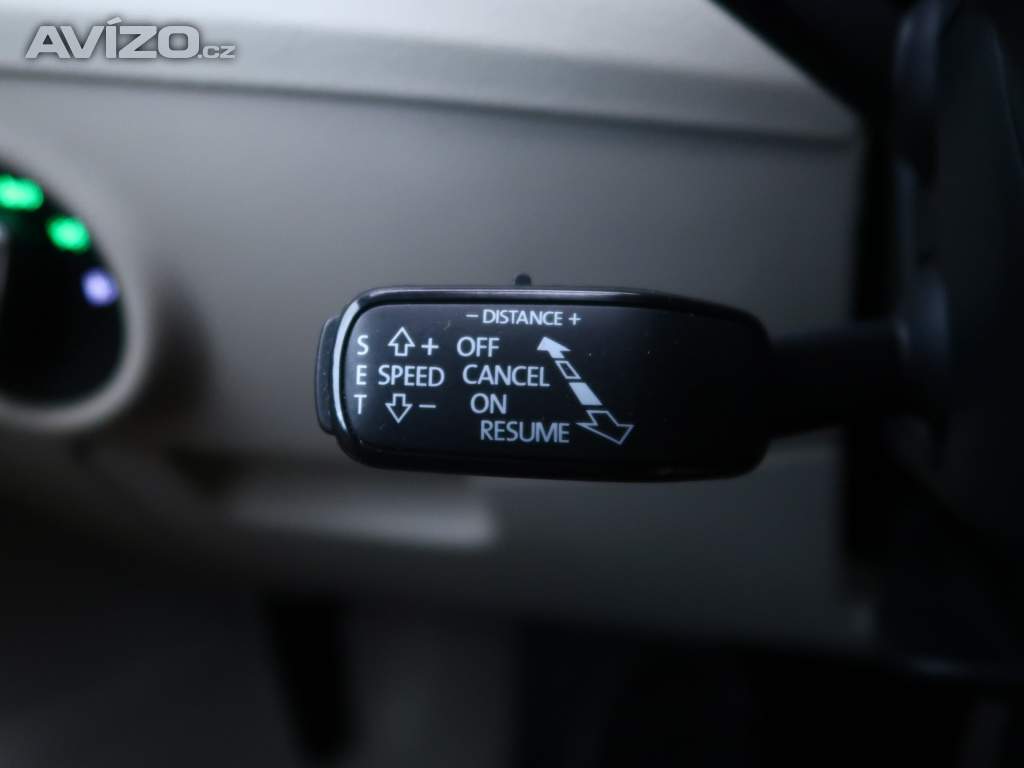 AVÍZO.cz
− DISTANCE +
S + OFF
E SPEED CANCEL
T − ON
RESUME